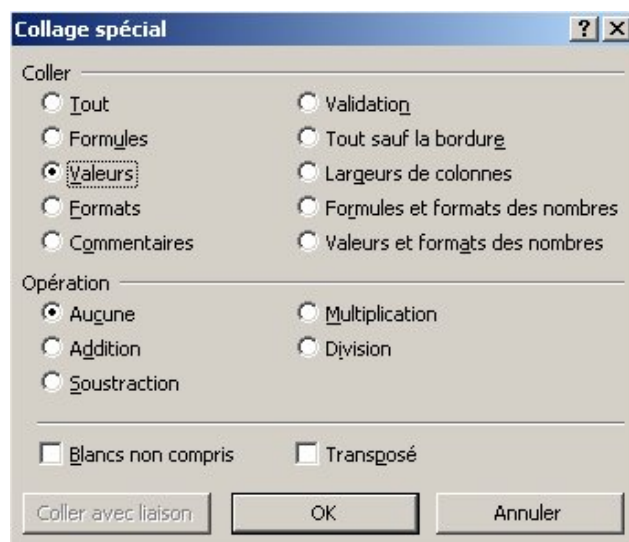 Collage spécial
Coller
Tout
Validation
Formules
Tout sauf la bordure
Valeurs
Largeurs de colonnes
Formats
Formules et formats des nombres
Commentaires
Valeurs et formats des nombres
Opération
Aucune
Multiplication
Addition
Division
Soustraction
Blancs non compris
Transposé
Coller avec liaison
OK
Annuler